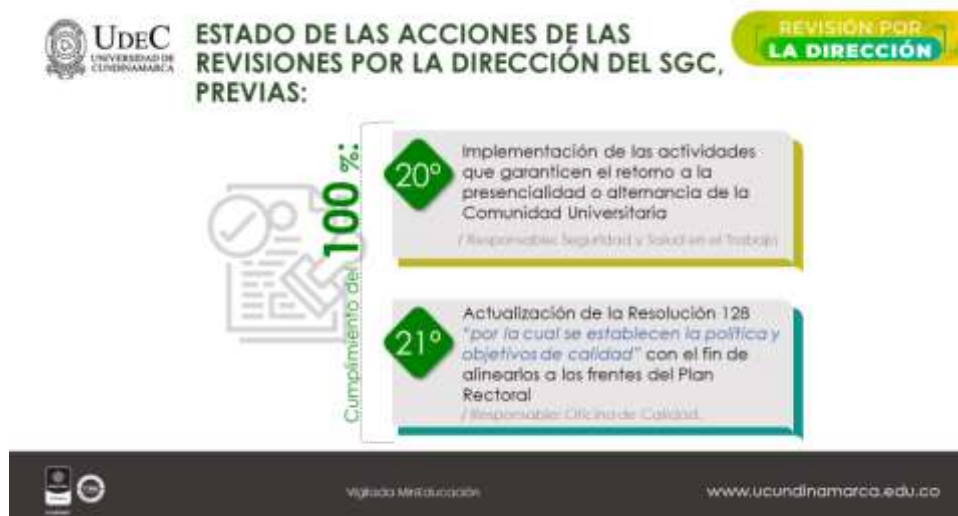 UDEC
UNIVERSIDAD DE
CUNDINAMARCA
ESTADO DE LAS ACCIONES DE LAS
REVISIONES POR LA DIRECCIÓN DEL SGC,
PREVIAS:
REVISIÓN POR
LA DIRECCIÓN
Cumplimiento del 100 %:
20°
Implementación de las actividades
que garanticen el retorno a la
presencialidad o alternancia de la
Comunidad Universitaria
/ Responsable: Seguridad y Salud en el Trabajo
21°
Actualización de la Resolución 128
"por la cual se establecen la política y
objetivos de calidad" con el fin de
alinearlos a los frentes del Plan
Rectoral
/ Responsable: Oficina de Calidad.
Vigilada MinEducación
www.ucundinamarca.edu.co